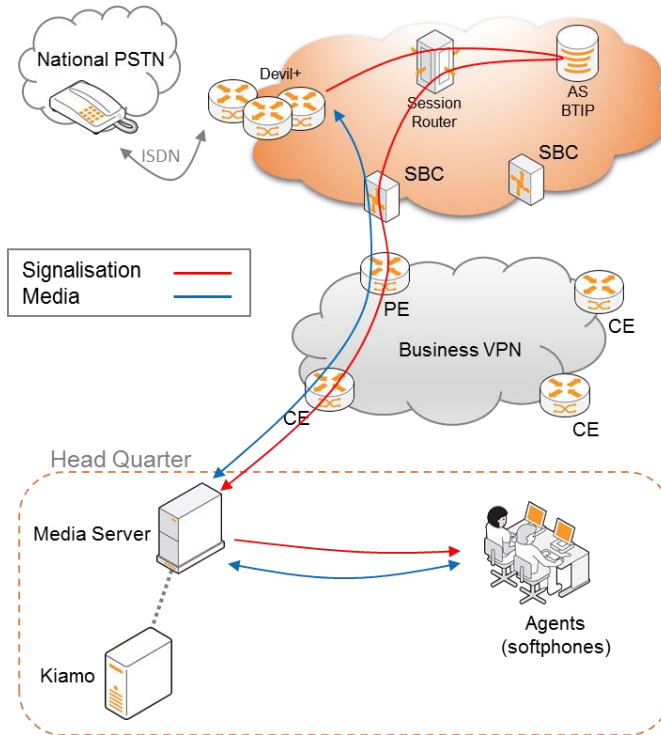 National PSTN
Devil+
ISDN
Session
Router
AS
BTIP
SBC
SBC
Signalisation
Media
PE
CE
Business VPN
CE
CE
Head Quarter
Media Server
Agents
(softphones)
Kiamo